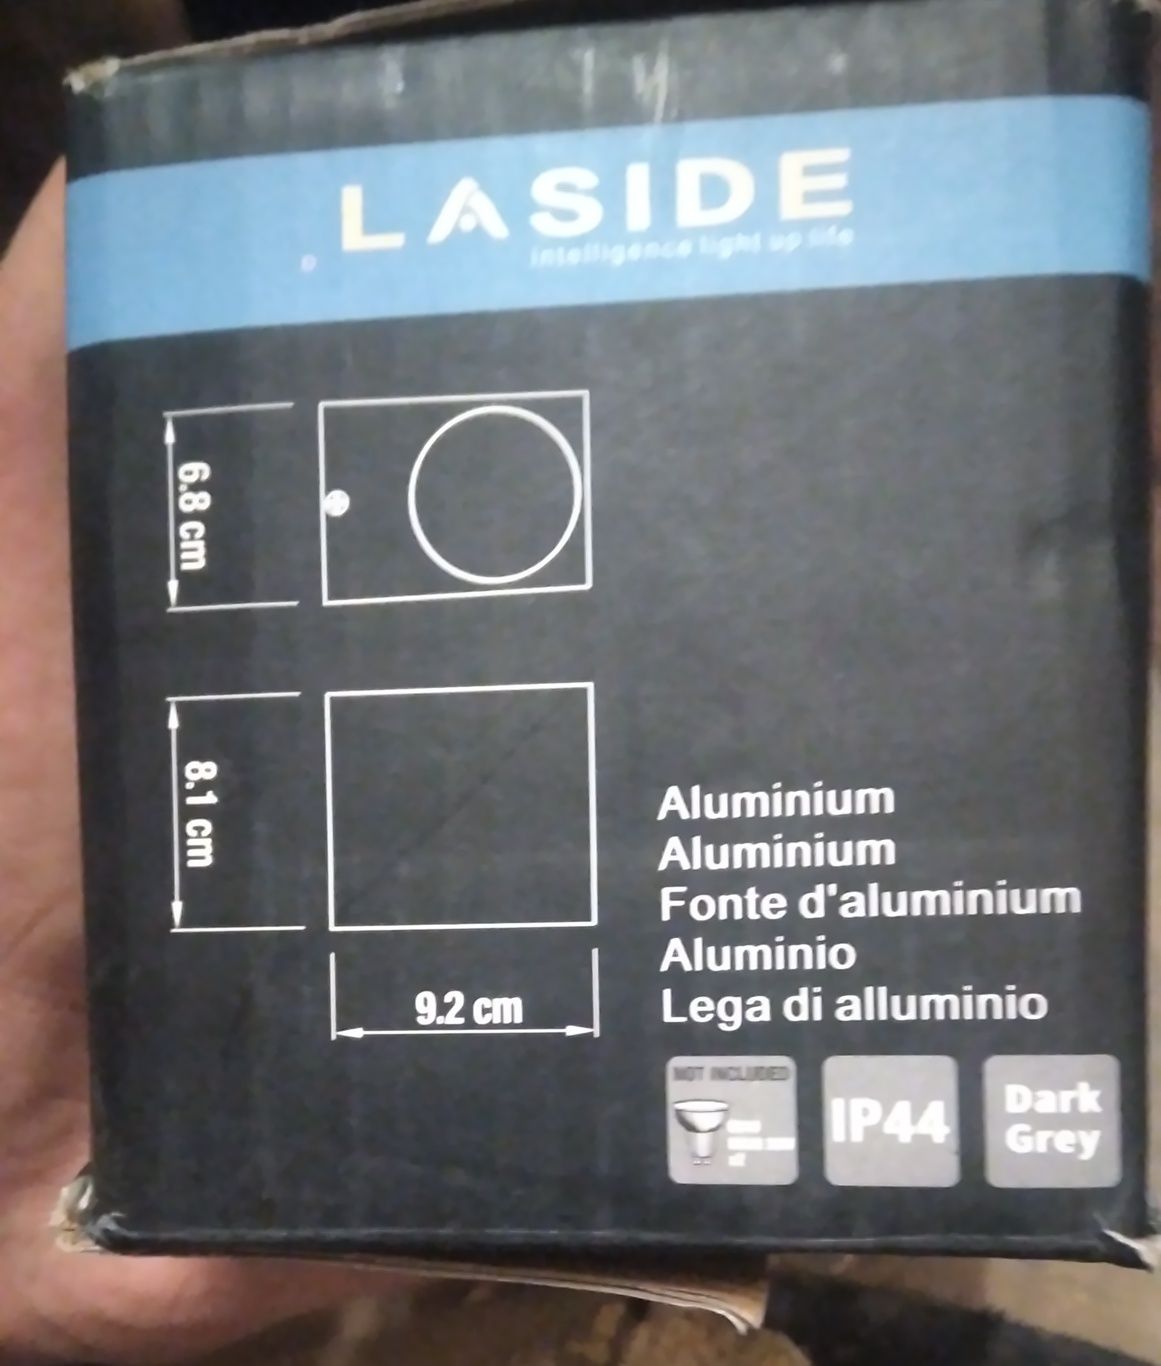 LASIDE
intelligence light up life
6.8 cm
8.1 cm
9.2 cm
Aluminium
Aluminium
Fonte d'aluminium
Aluminio
Lega di alluminio
NOT INCLUDED
IP44
Dark
Grey